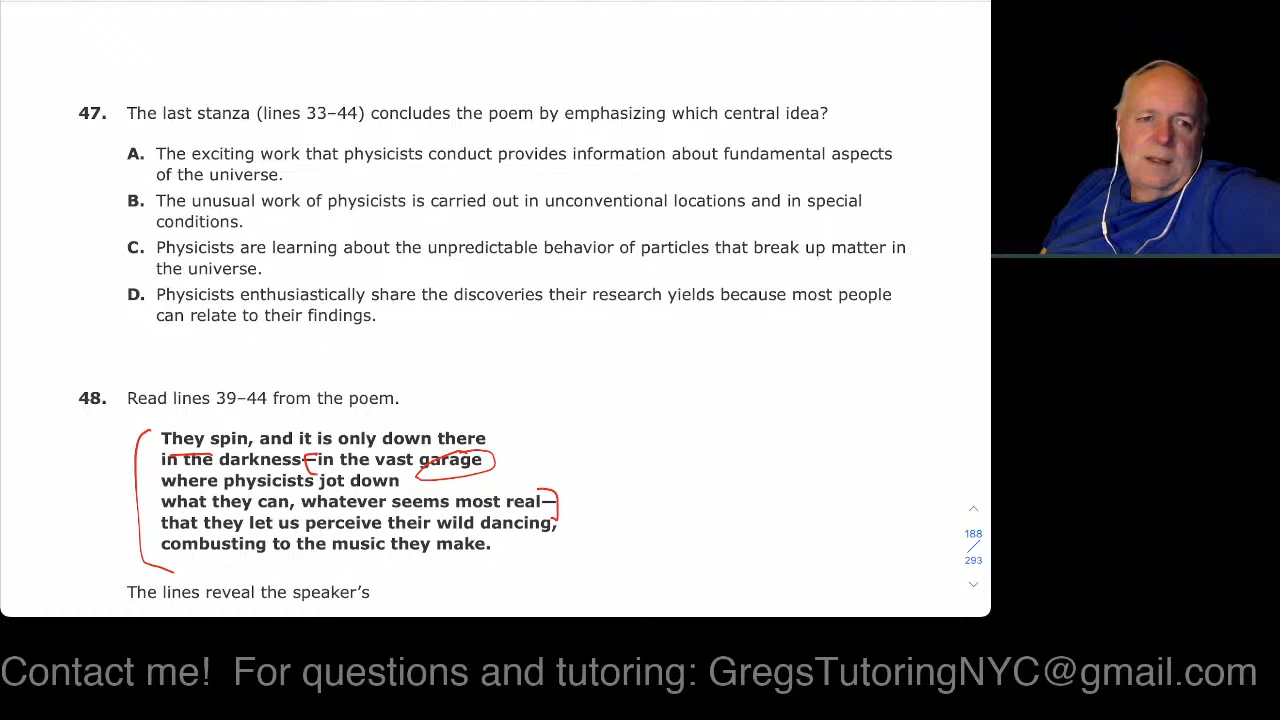 47. The last stanza (lines 33–44) concludes the poem by emphasizing which central idea?
A. The exciting work that physicists conduct provides information about fundamental aspects
of the universe.
B. The unusual work of physicists is carried out in unconventional locations and in special
conditions.
C. Physicists are learning about the unpredictable behavior of particles that break up matter in
the universe.
D. Physicists enthusiastically share the discoveries their research yields because most people
can relate to their findings.
48. Read lines 39–44 from the poem.
They spin, and it is only down there
in the darkness—in the vast garage
where physicists jot down
what they can, whatever seems most real—
that they let us perceive their wild dancing,
combusting to the music they make.
The lines reveal the speaker's
188
293
Contact me! For questions and tutoring: GregsTutoringNYC@gmail.com